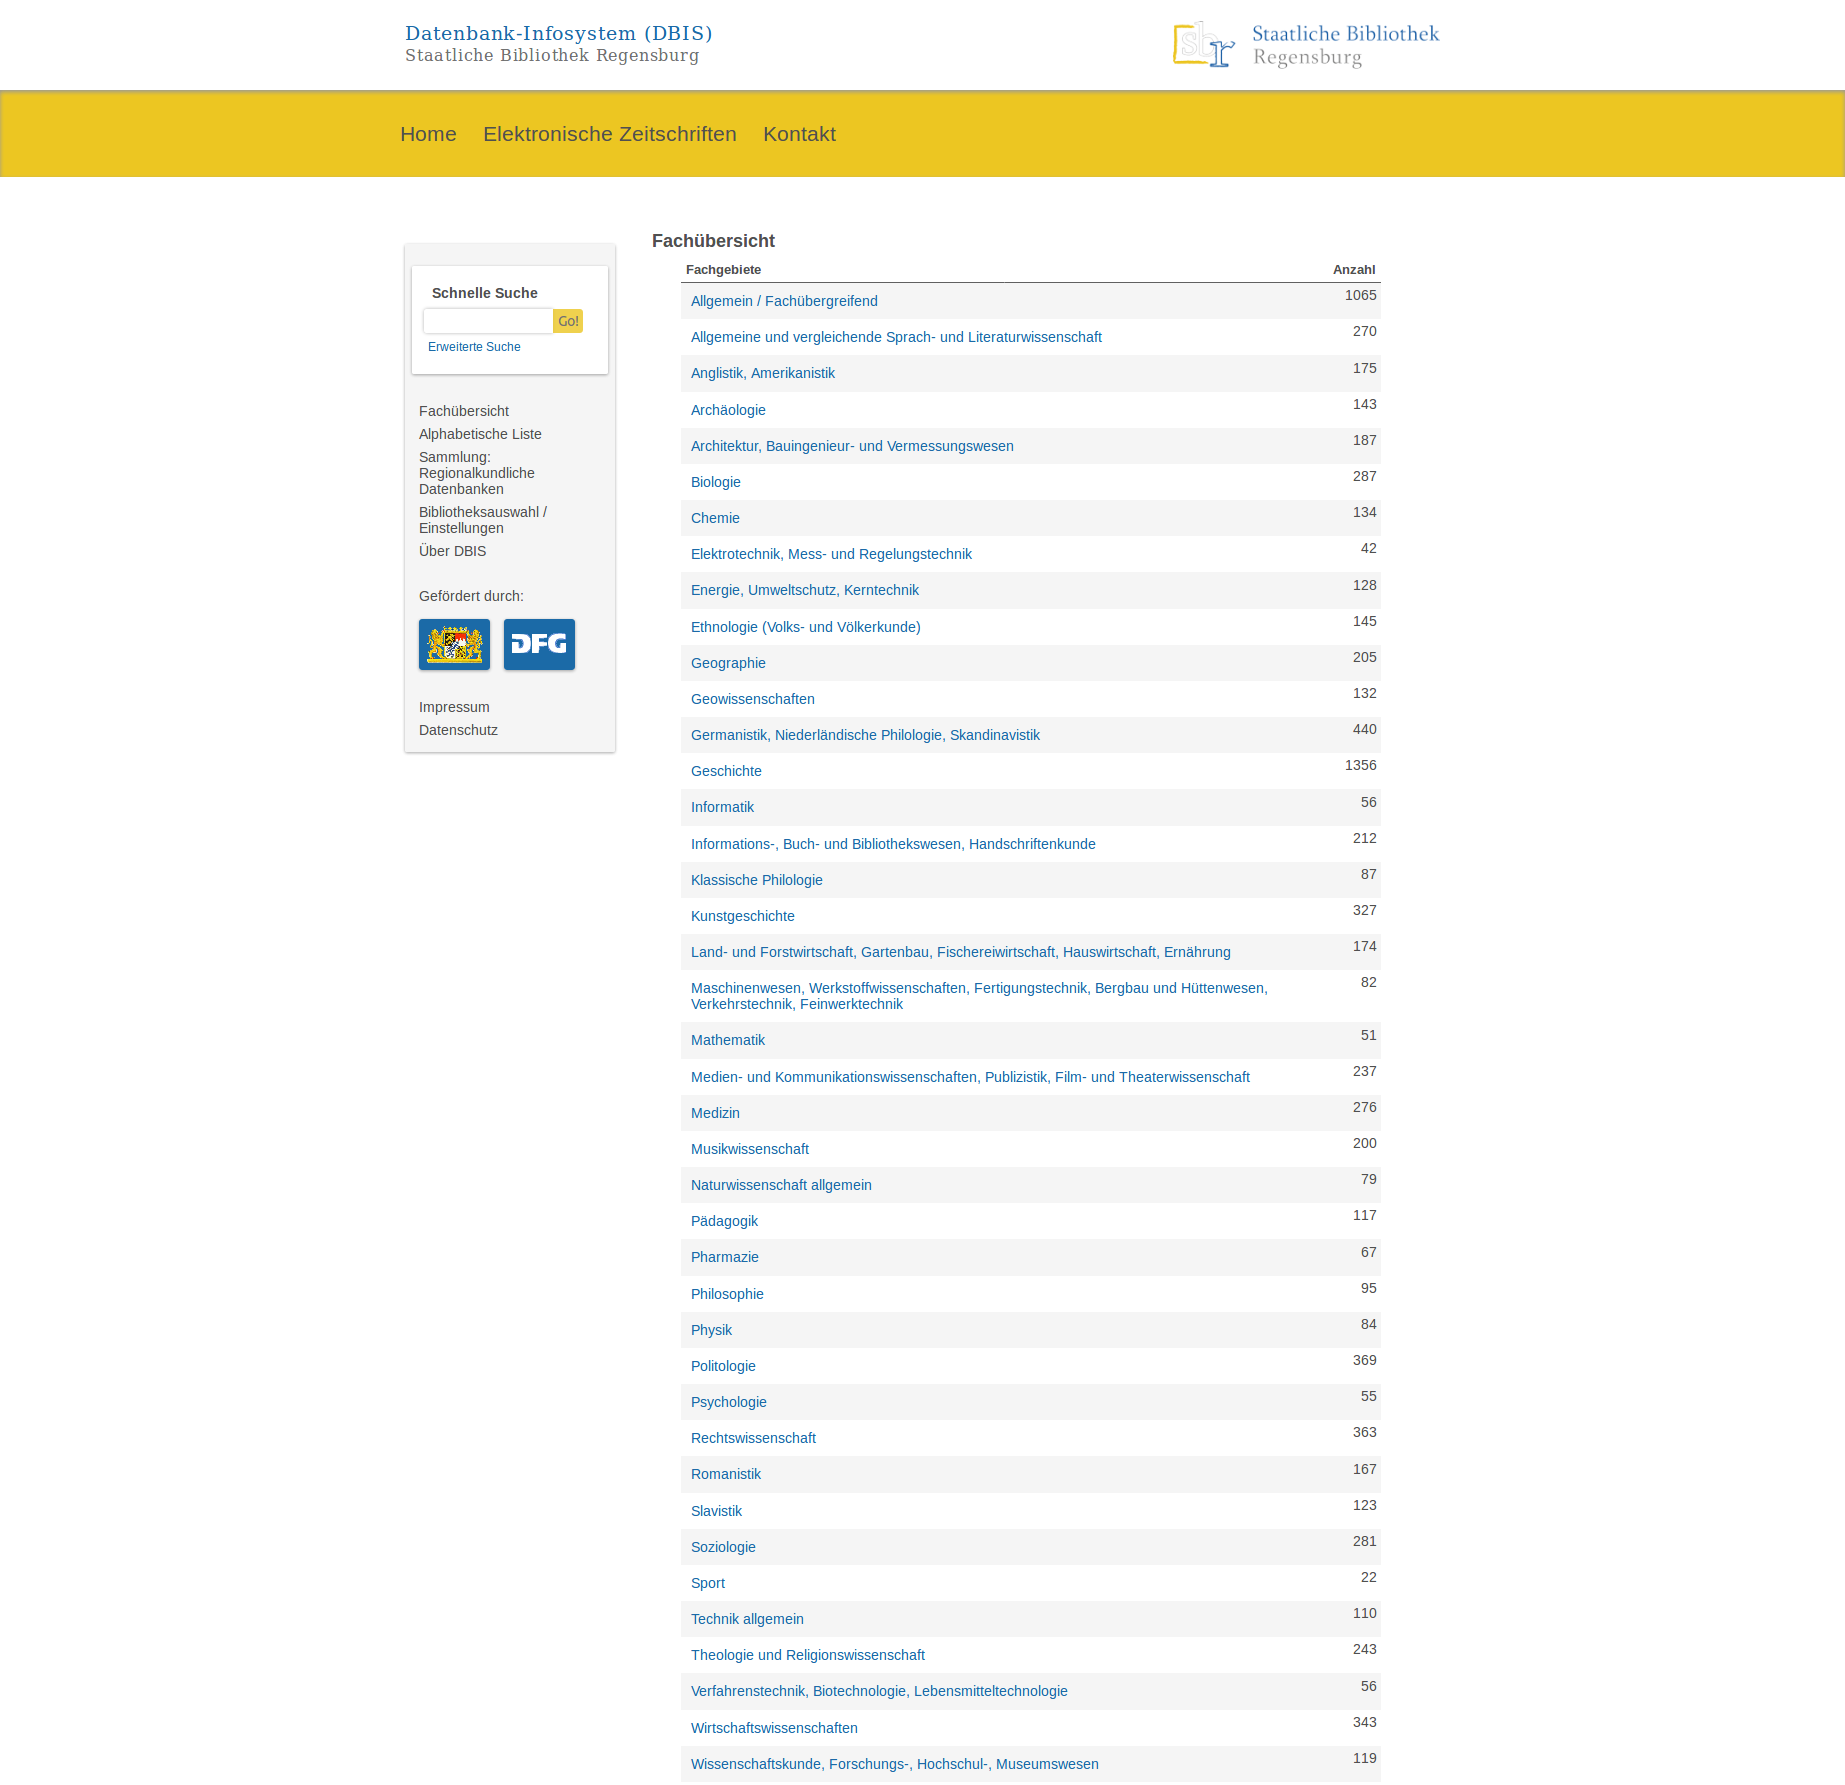 Datenbank-Infosystem (DBIS)
Staatliche Bibliothek Regensburg
sbr Staatliche Bibliothek
Regensburg
Home Elektronische Zeitschriften Kontakt
Schnelle Suche
Go!
Erweiterte Suche
Fachübersicht
Alphabetische Liste
Sammlung:
Regionalkundliche
Datenbanken
Bibliotheksauswahl /
Einstellungen
Über DBIS
Gefördert durch:
DFG
Impressum
Datenschutz
Fachübersicht
Fachgebiete Anzahl
Allgemein / Fachübergreifend 1065
Allgemeine und vergleichende Sprach- und Literaturwissenschaft 270
Anglistik, Amerikanistik 175
Archäologie 143
Architektur, Bauingenieur- und Vermessungswesen 187
Biologie 287
Chemie 134
Elektrotechnik, Mess- und Regelungstechnik 42
Energie, Umweltschutz, Kerntechnik 128
Ethnologie (Volks- und Völkerkunde) 145
Geographie 205
Geowissenschaften 132
Germanistik, Niederländische Philologie, Skandinavistik 440
Geschichte 1356
Informatik 56
Informations-, Buch- und Bibliothekswesen, Handschriftenkunde 212
Klassische Philologie 87
Kunstgeschichte 327
Land- und Forstwirtschaft, Gartenbau, Fischereiwirtschaft, Hauswirtschaft, Ernährung 174
Maschinenwesen, Werkstoffwissenschaften, Fertigungstechnik, Bergbau und Hüttenwesen, 82
Verkehrstechnik, Feinwerktechnik
Mathematik 51
Medien- und Kommunikationswissenschaften, Publizistik, Film- und Theaterwissenschaft 237
Medizin 276
Musikwissenschaft 200
Naturwissenschaft allgemein 79
Pädagogik 117
Pharmazie 67
Philosophie 95
Physik 84
Politologie 369
Psychologie 55
Rechtswissenschaft 363
Romanistik 167
Slavistik 123
Soziologie 281
Sport 22
Technik allgemein 110
Theologie und Religionswissenschaft 243
Verfahrenstechnik, Biotechnologie, Lebensmitteltechnologie 56
Wirtschaftswissenschaften 343
Wissenschaftskunde, Forschungs-, Hochschul-, Museumswesen 119